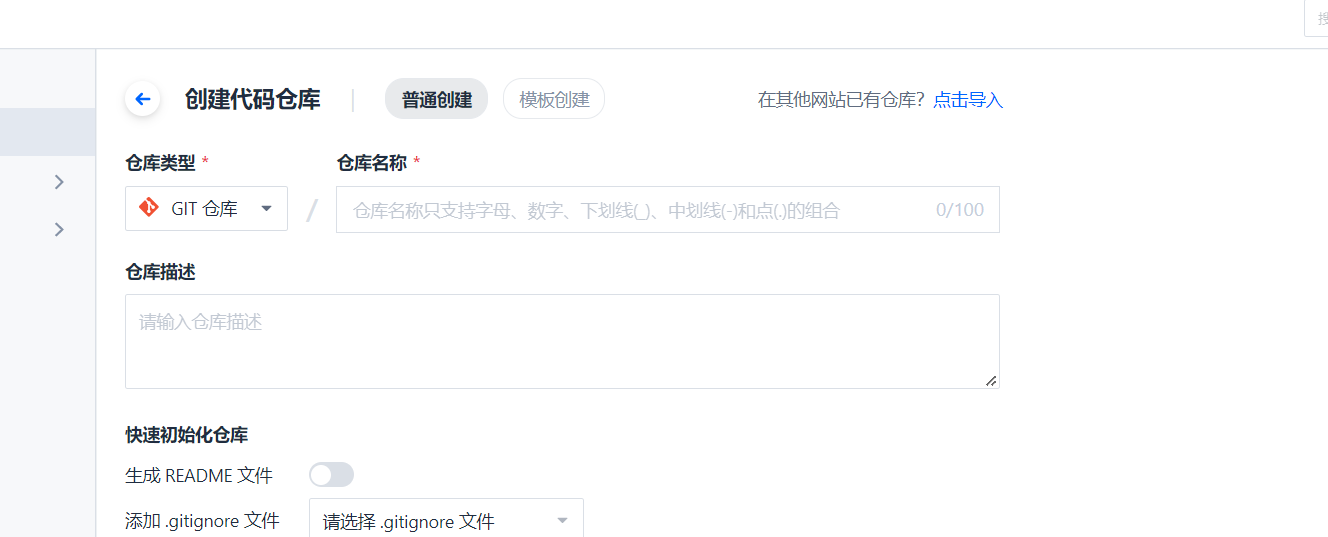 搜
创建代码仓库 普通创建 模板创建 在其他网站已有仓库？点击导入
仓库类型 * 仓库名称 *
GIT 仓库 / 仓库名称只支持字母、数字、下划线(_)、中划线(-)和点(.)的组合 0/100
仓库描述
请输入仓库描述
快速初始化仓库
生成 README 文件
添加 .gitignore 文件 请选择 .gitignore 文件